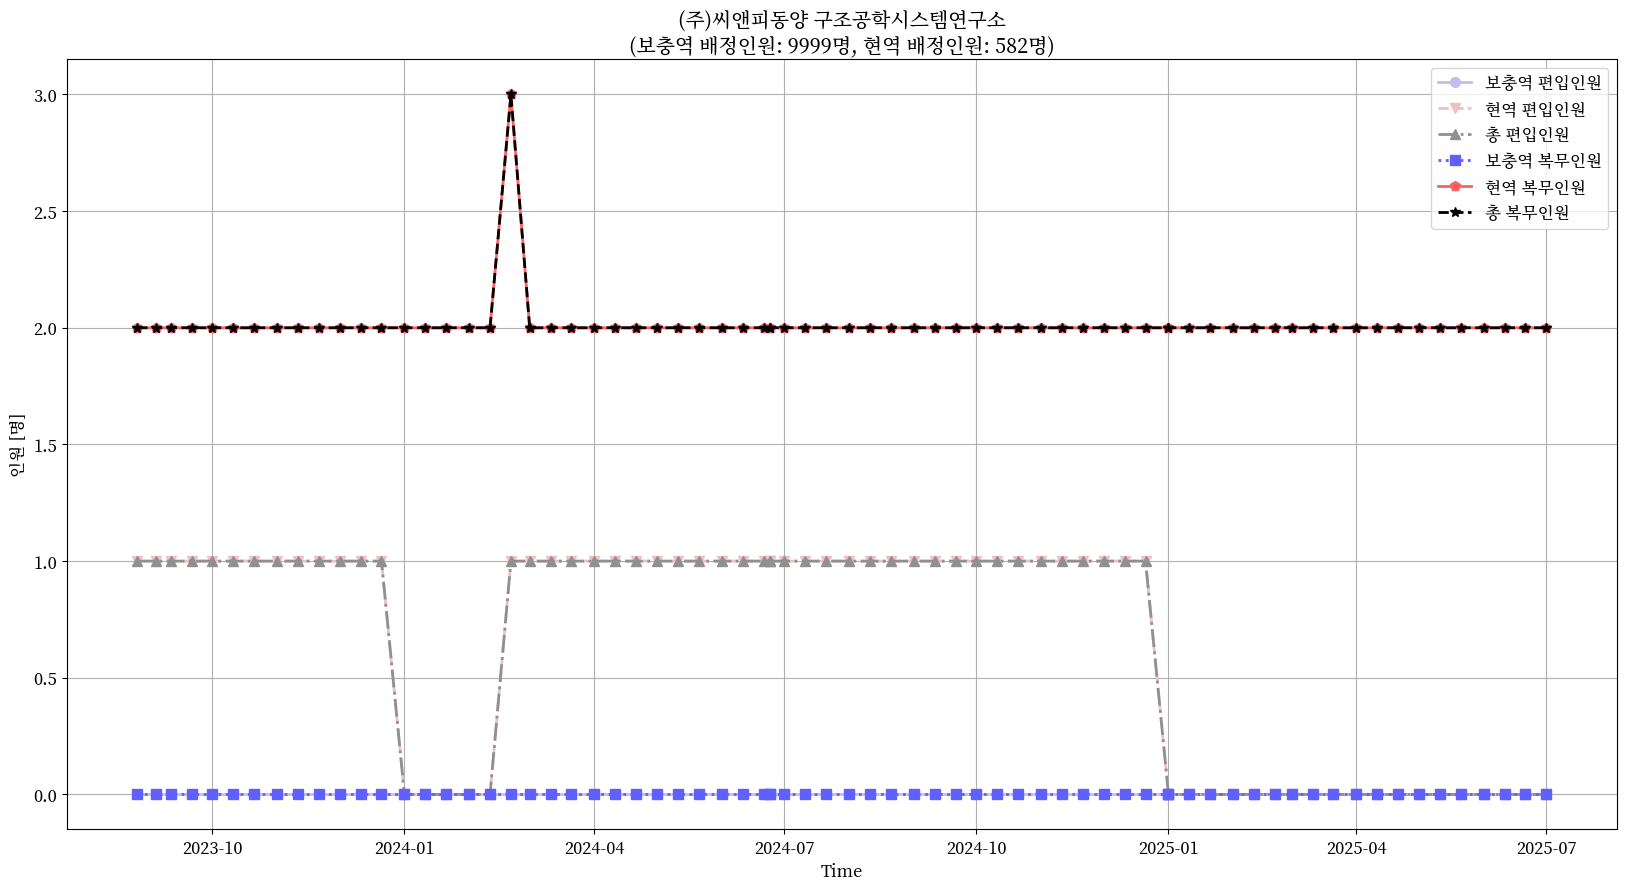 (주)씨앤피동양 구조공학시스템연구소
(보충역 배정인원: 9999명, 현역 배정인원: 582명)
보충역 편입인원
현역 편입인원
총 편입인원
보충역 복무인원
현역 복무인원
총 복무인원
인원 [명]
3.0
2.5
2.0
1.5
1.0
0.5
0.0
2023-10
2024-01
2024-04
2024-07
2024-10
2025-01
2025-04
2025-07
Time